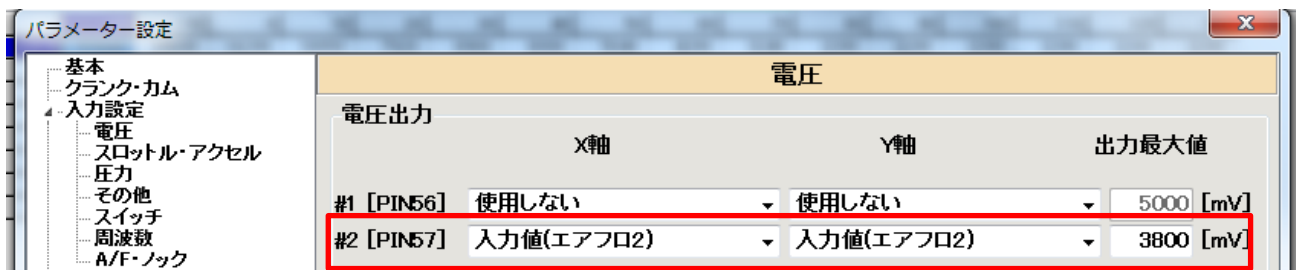 パラメーター設定
X
基本
クランク・カム
入力設定
電圧
スロットル・アクセル
圧力
その他
スイッチ
周波数
A/F・ノック
電圧
電圧出力
X軸 Y軸 出力最大値
#1 [PIN56] 使用しない 使用しない 5000 [mV]
#2 [PIN57] 入力値(エアフロ2) 入力値(エアフロ2) 3800 [mV]